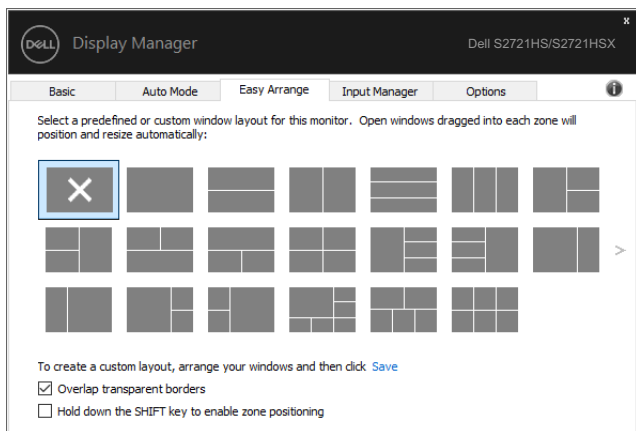 x
DELL Display Manager Dell S2721HS/S2721HSX
Basic Auto Mode Easy Arrange Input Manager Options
Select a predefined or custom window layout for this monitor. Open windows dragged into each zone will
position and resize automatically:
>
To create a custom layout, arrange your windows and then click Save
Overlap transparent borders
Hold down the SHIFT key to enable zone positioning